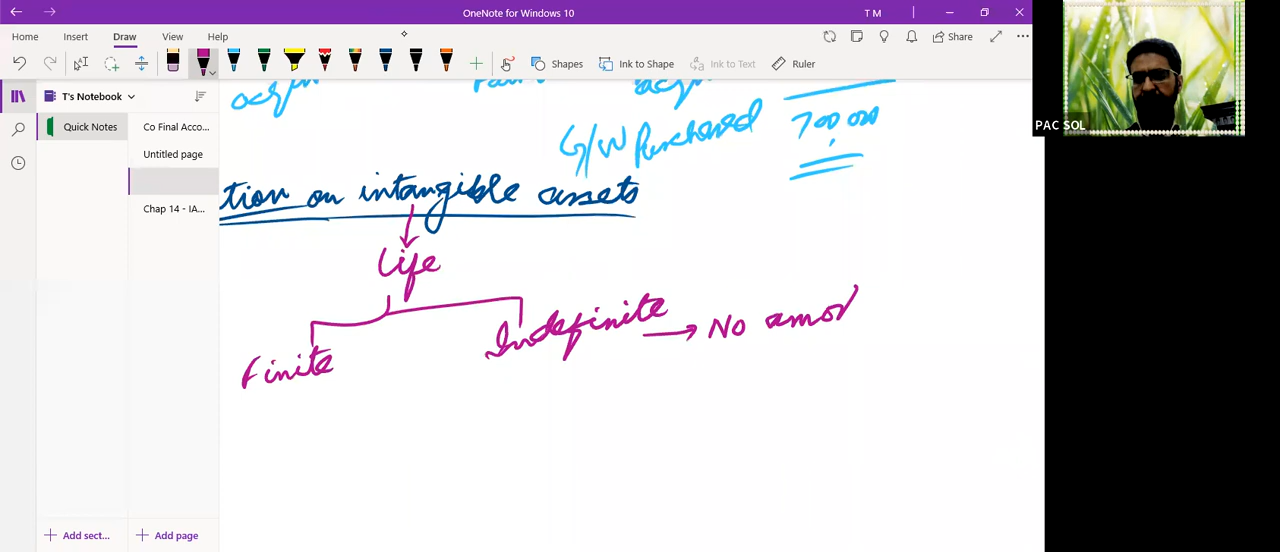 OneNote for Windows 10
T M
Home Insert Draw View Help
Share
Shapes Ink to Shape Ink to Text Ruler
T's Notebook
Quick Notes
Co Final Acco...
Untitled page
Chap 14 - IA...
Add sect...
Add page
PAC SOL
700 000
G/W Purchased
tion on intangible assets
Life
Finite
Indefinite → No amor